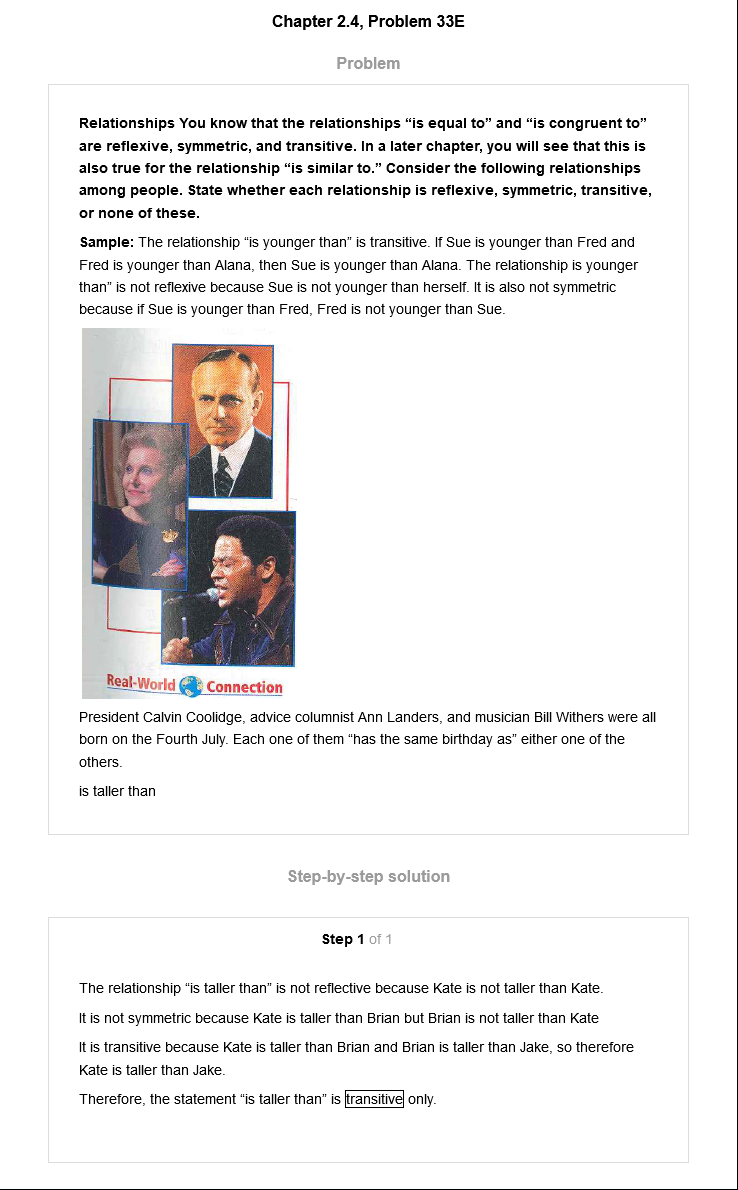 Chapter 2.4, Problem 33E
Problem
Relationships You know that the relationships “is equal to” and “is congruent to”
are reflexive, symmetric, and transitive. In a later chapter, you will see that this is
also true for the relationship “is similar to.” Consider the following relationships
among people. State whether each relationship is reflexive, symmetric, transitive,
or none of these.
Sample: The relationship “is younger than” is transitive. If Sue is younger than Fred and
Fred is younger than Alana, then Sue is younger than Alana. The relationship is younger
than” is not reflexive because Sue is not younger than herself. It is also not symmetric
because if Sue is younger than Fred, Fred is not younger than Sue.
Real-World Connection
President Calvin Coolidge, advice columnist Ann Landers, and musician Bill Withers were all
born on the Fourth July. Each one of them “has the same birthday as” either one of the
others.
is taller than
Step-by-step solution
Step 1 of 1
The relationship “is taller than” is not reflective because Kate is not taller than Kate.
It is not symmetric because Kate is taller than Brian but Brian is not taller than Kate
It is transitive because Kate is taller than Brian and Brian is taller than Jake, so therefore
Kate is taller than Jake.
Therefore, the statement “is taller than” is transitive only.